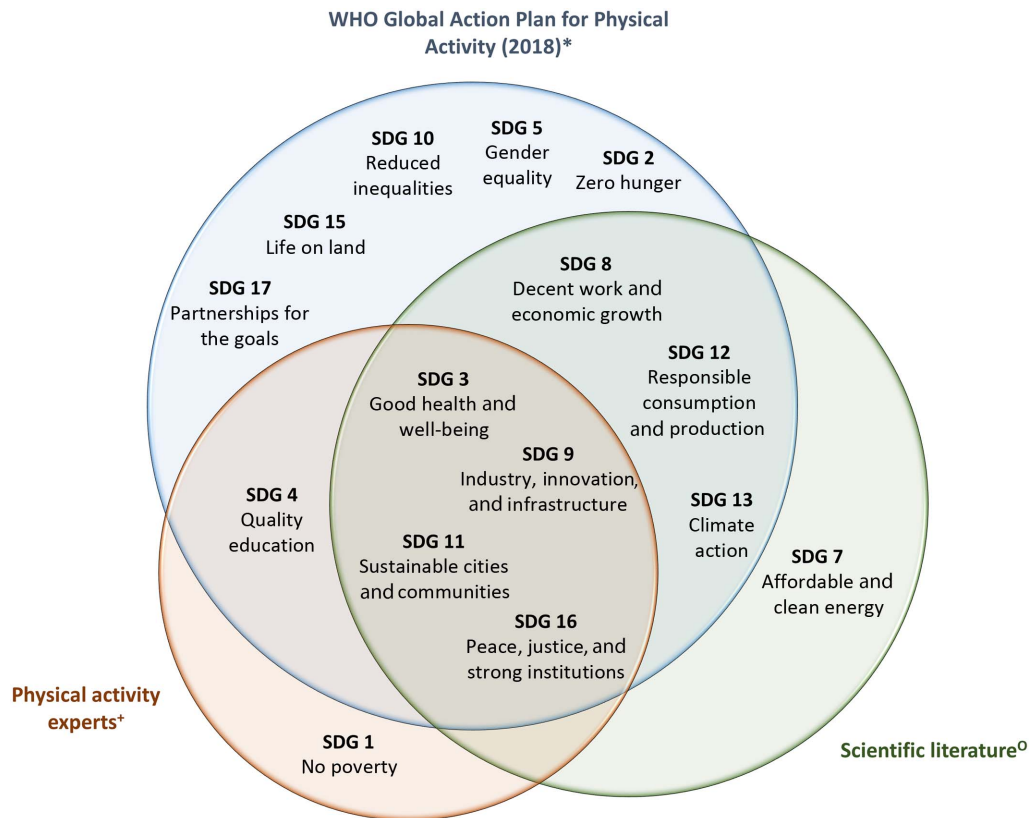 WHO Global Action Plan for Physical
Activity (2018)*
SDG 10
Reduced
inequalities
SDG 5
Gender
equality
SDG 2
Zero hunger
SDG 15
Life on land
SDG 17
Partnerships for
the goals
SDG 8
Decent work and
economic growth
SDG 12
Responsible
consumption
and production
SDG 3
Good health and
well-being
SDG 9
Industry, innovation,
and infrastructure
SDG 4
Quality
education
SDG 13
Climate
action
SDG 11
Sustainable cities
and communities
SDG 7
Affordable and
clean energy
SDG 16
Peace, justice, and
strong institutions
Physical activity
experts⁺
SDG 1
No poverty
Scientific literatureᴼ